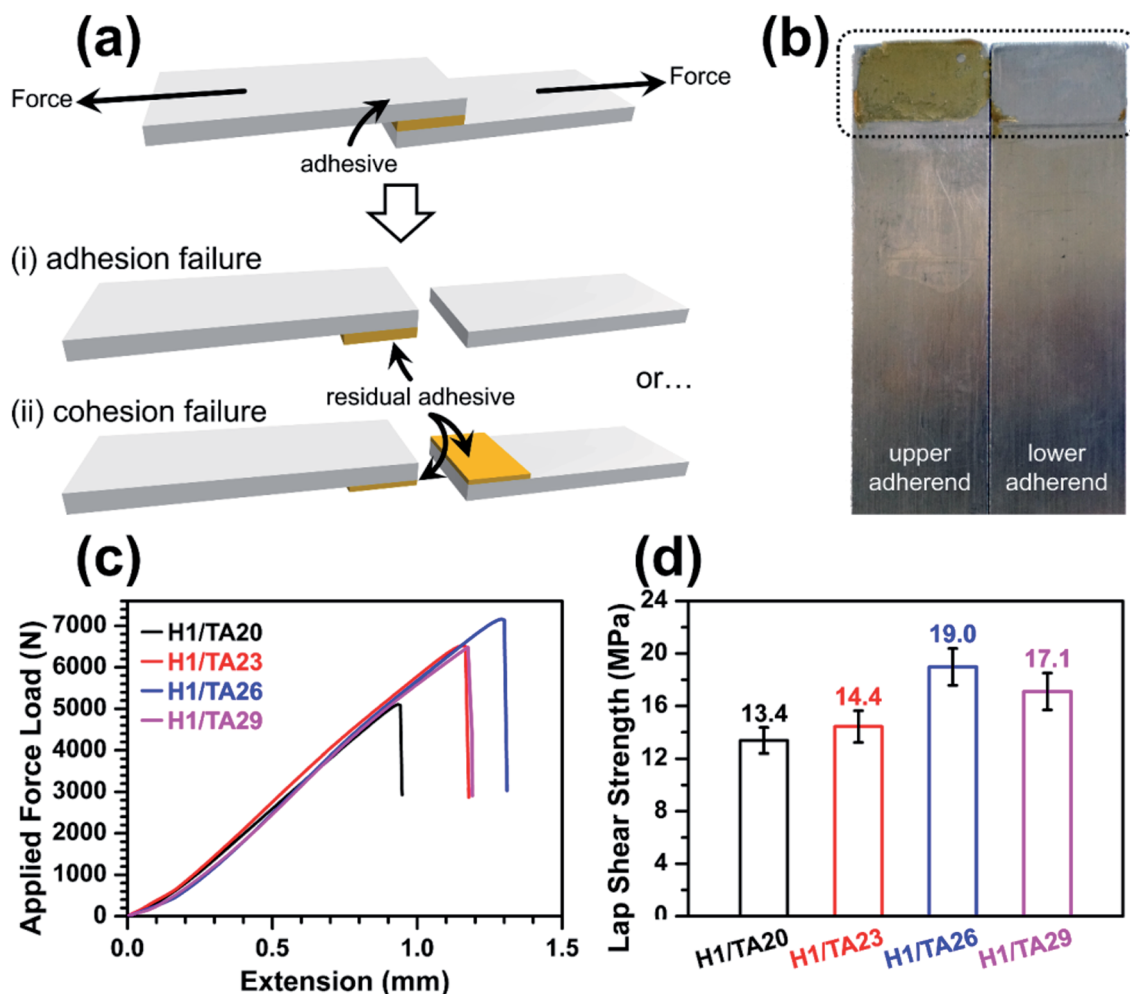 (a)
Force
Force
adhesive
(i) adhesion failure
residual adhesive
or...
(ii) cohesion failure
(b)
upper
adherend
lower
adherend
(c)
Applied Force Load (N)
7000
6000
5000
4000
3000
2000
1000
0
H1/TA20
H1/TA23
H1/TA26
H1/TA29
0.0
0.5
1.0
1.5
Extension (mm)
(d)
Lap Shear Strength (MPa)
24
20
16
12
8
4
0
13.4
14.4
19.0
17.1
H1/TA20
H1/TA23
H1/TA26
H1/TA29